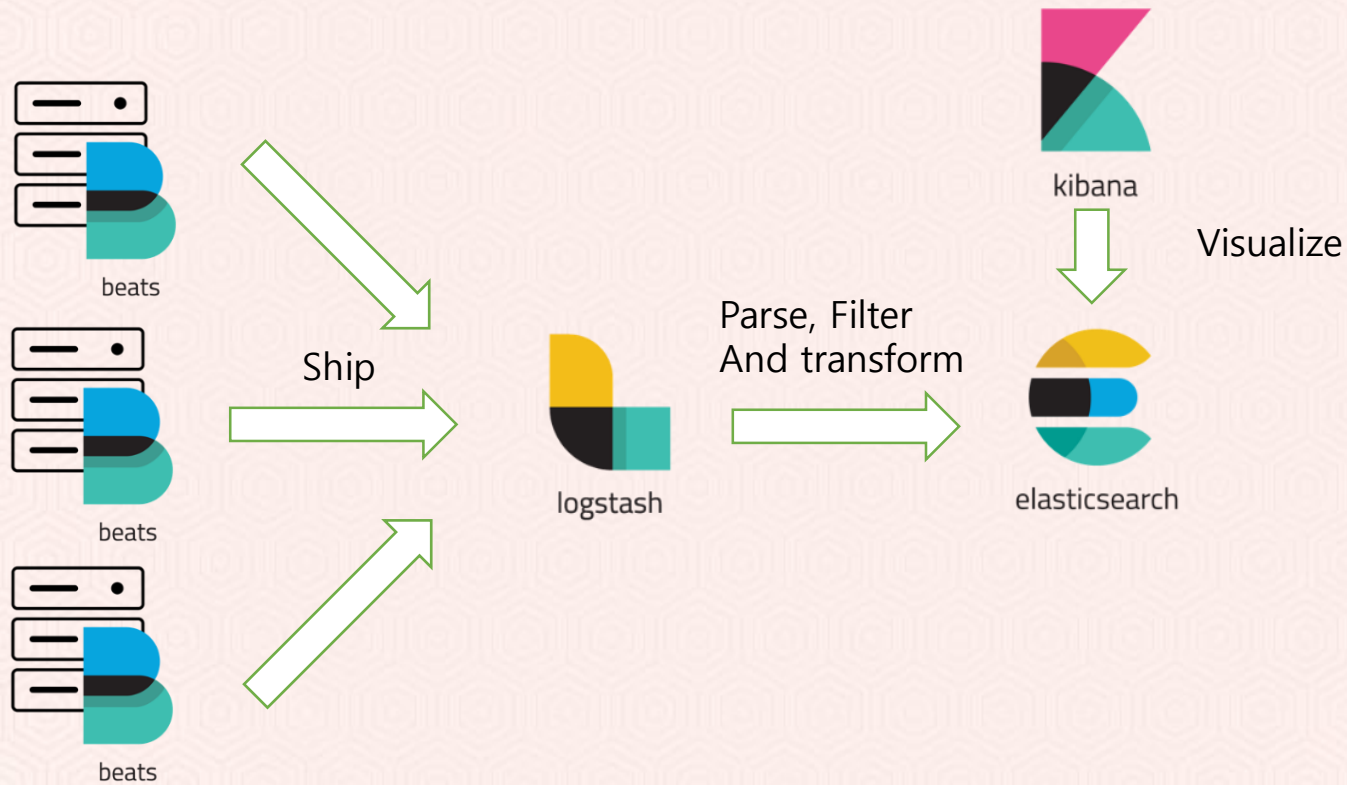 beats
beats
beats
Ship
logstash
Parse, Filter
And transform
kibana
Visualize
elasticsearch